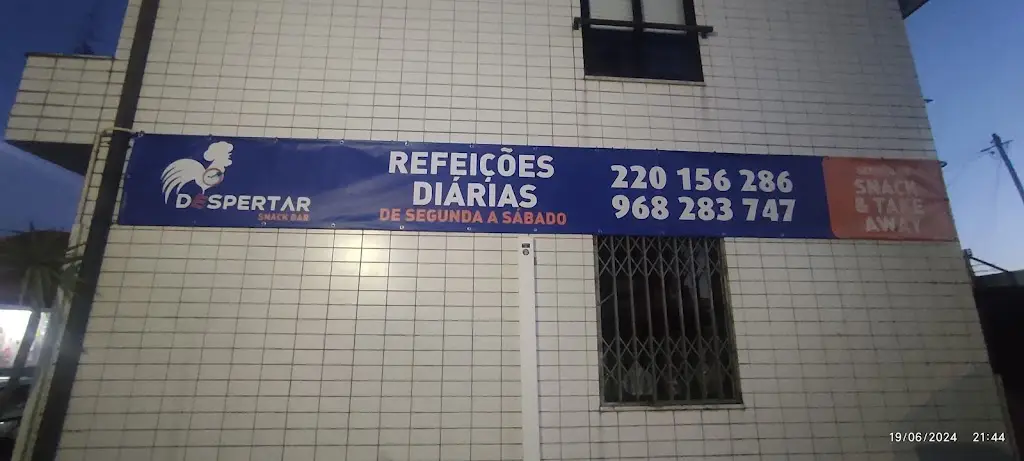 DESPERTAR
SNACK BAR
REFEIÇÕES
DIÁRIAS
DE SEGUNDA A SÁBADO
220 156 286
968 283 747
SNACK
& TAKE
AWAY
19/06/2024 21:44